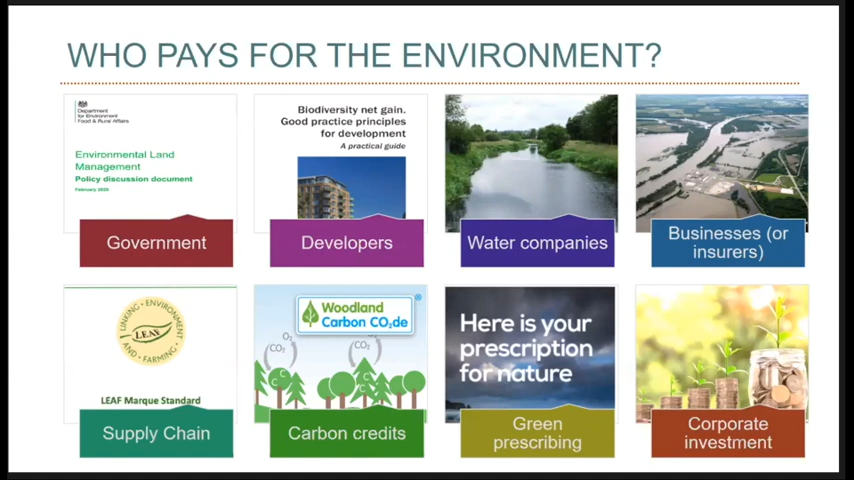 WHO PAYS FOR THE ENVIRONMENT?
Department
for Environment
Food & Rural Affairs
Environmental Land
Management
Policy discussion document
February 2020
Government
Biodiversity net gain.
Good practice principles
for development
A practical guide
Developers
Water companies
Businesses (or
insurers)
LINKING · ENVIRONMENT
AND · FARMING
LEAF
LEAF Marque Standard
Supply Chain
Woodland
Carbon CO₂de
®
O₂
CO₂
CO₂
C
C
C
C
Carbon credits
Here is your
prescription
for nature
Green
prescribing
Corporate
investment